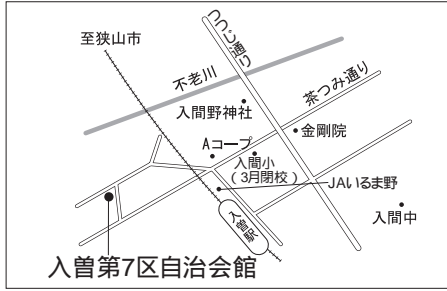 至狭山市
つつじ通り
不老川
茶つみ通り
入間野神社
金剛院
Aコープ
入間小
（3月閉校）
JAいるま野
入曽駅
入間中
入曽第7区自治会館